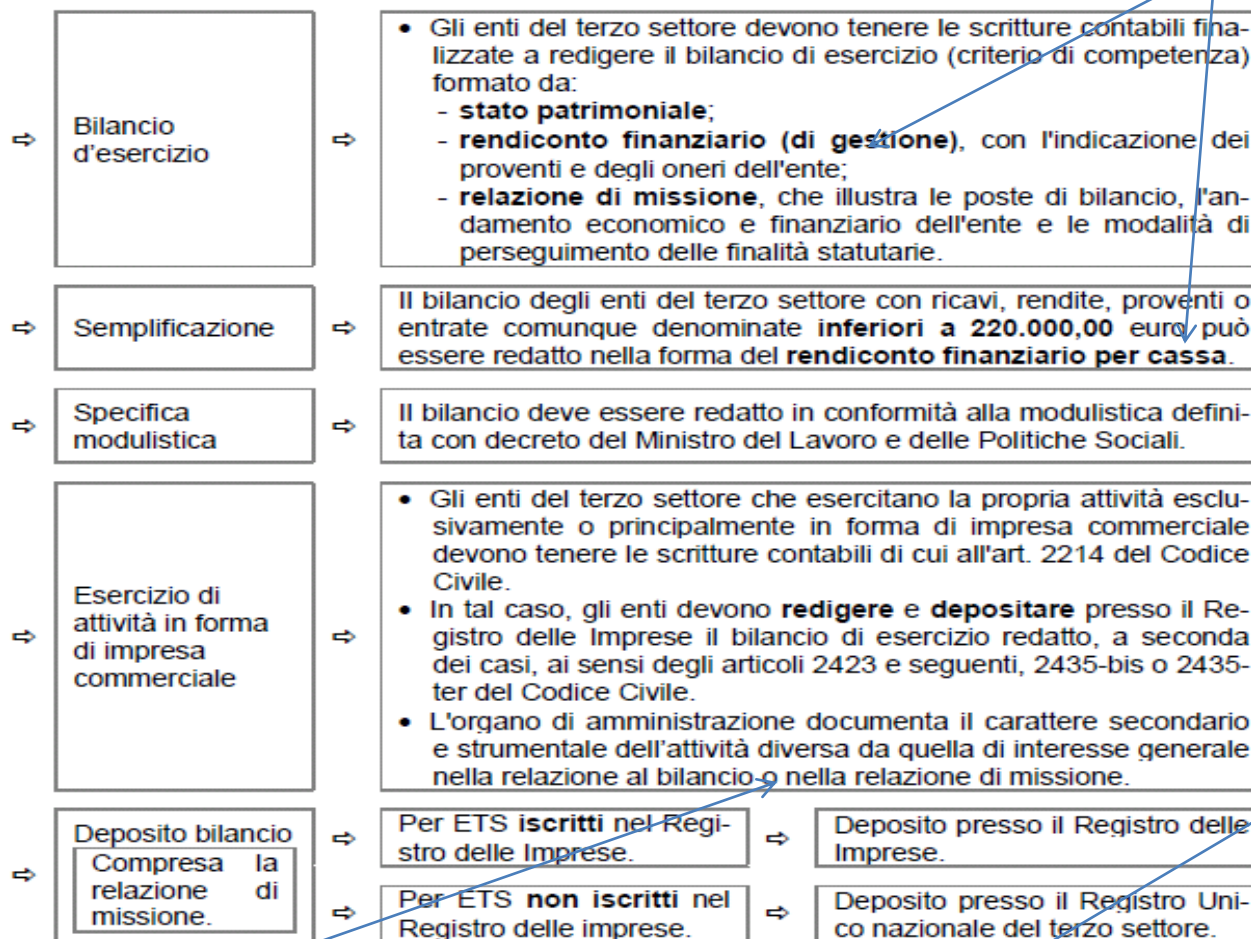 Bilancio
d'esercizio
• Gli enti del terzo settore devono tenere le scritture contabili fina-
lizzate a redigere il bilancio di esercizio (criterio di competenza)
formato da:
- stato patrimoniale;
- rendiconto finanziario (di gestione), con l'indicazione dei
proventi e degli oneri dell'ente;
- relazione di missione, che illustra le poste di bilancio, l'an-
damento economico e finanziario dell'ente e le modalità di
perseguimento delle finalità statutarie.
Semplificazione
Il bilancio degli enti del terzo settore con ricavi, rendite, proventi o
entrate comunque denominate inferiori a 220.000,00 euro può
essere redatto nella forma del rendiconto finanziario per cassa.
Specifica
modulistica
Il bilancio deve essere redatto in conformità alla modulistica defini-
ta con decreto del Ministro del Lavoro e delle Politiche Sociali.
Esercizio di
attività in forma
di impresa
commerciale
• Gli enti del terzo settore che esercitano la propria attività esclu-
sivamente o principalmente in forma di impresa commerciale
devono tenere le scritture contabili di cui all'art. 2214 del Codice
Civile.
• In tal caso, gli enti devono redigere e depositare presso il Re-
gistro delle Imprese il bilancio di esercizio redatto, a seconda
dei casi, ai sensi degli articoli 2423 e seguenti, 2435-bis o 2435-
ter del Codice Civile.
• L'organo di amministrazione documenta il carattere secondario
e strumentale dell'attività diversa da quella di interesse generale
nella relazione al bilancio o nella relazione di missione.
Deposito bilancio
Compresa la
relazione di
missione.
Per ETS iscritti nel Regi-
stro delle Imprese.
Deposito presso il Registro delle
Imprese.
Per ETS non iscritti nel
Registro delle imprese.
Deposito presso il Registro Uni-
co nazionale del terzo settore.